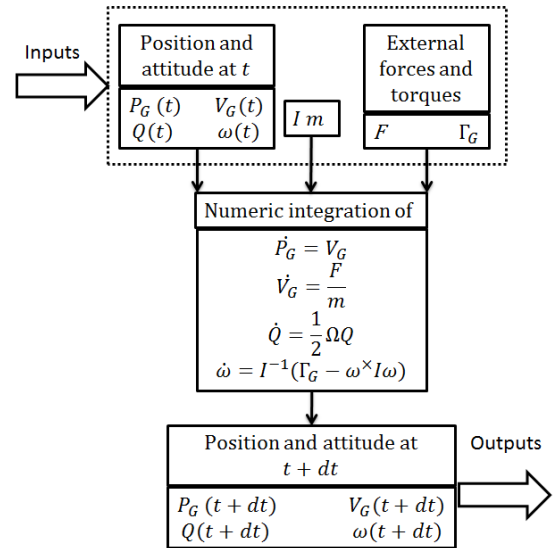 Inputs
Position and
attitude at t
P_G (t) V_G(t)
Q(t) ω(t)
I m
External
forces and
torques
F Γ_G
Numeric integration of
Ṗ_G = V_G
V̇_G = F/m
Q̇ = 1/2 ΩQ
ω̇ = I⁻¹(Γ_G − ω^× Iω)
Position and attitude at
t + dt
Outputs
P_G (t + dt) V_G(t + dt)
Q(t + dt) ω(t + dt)